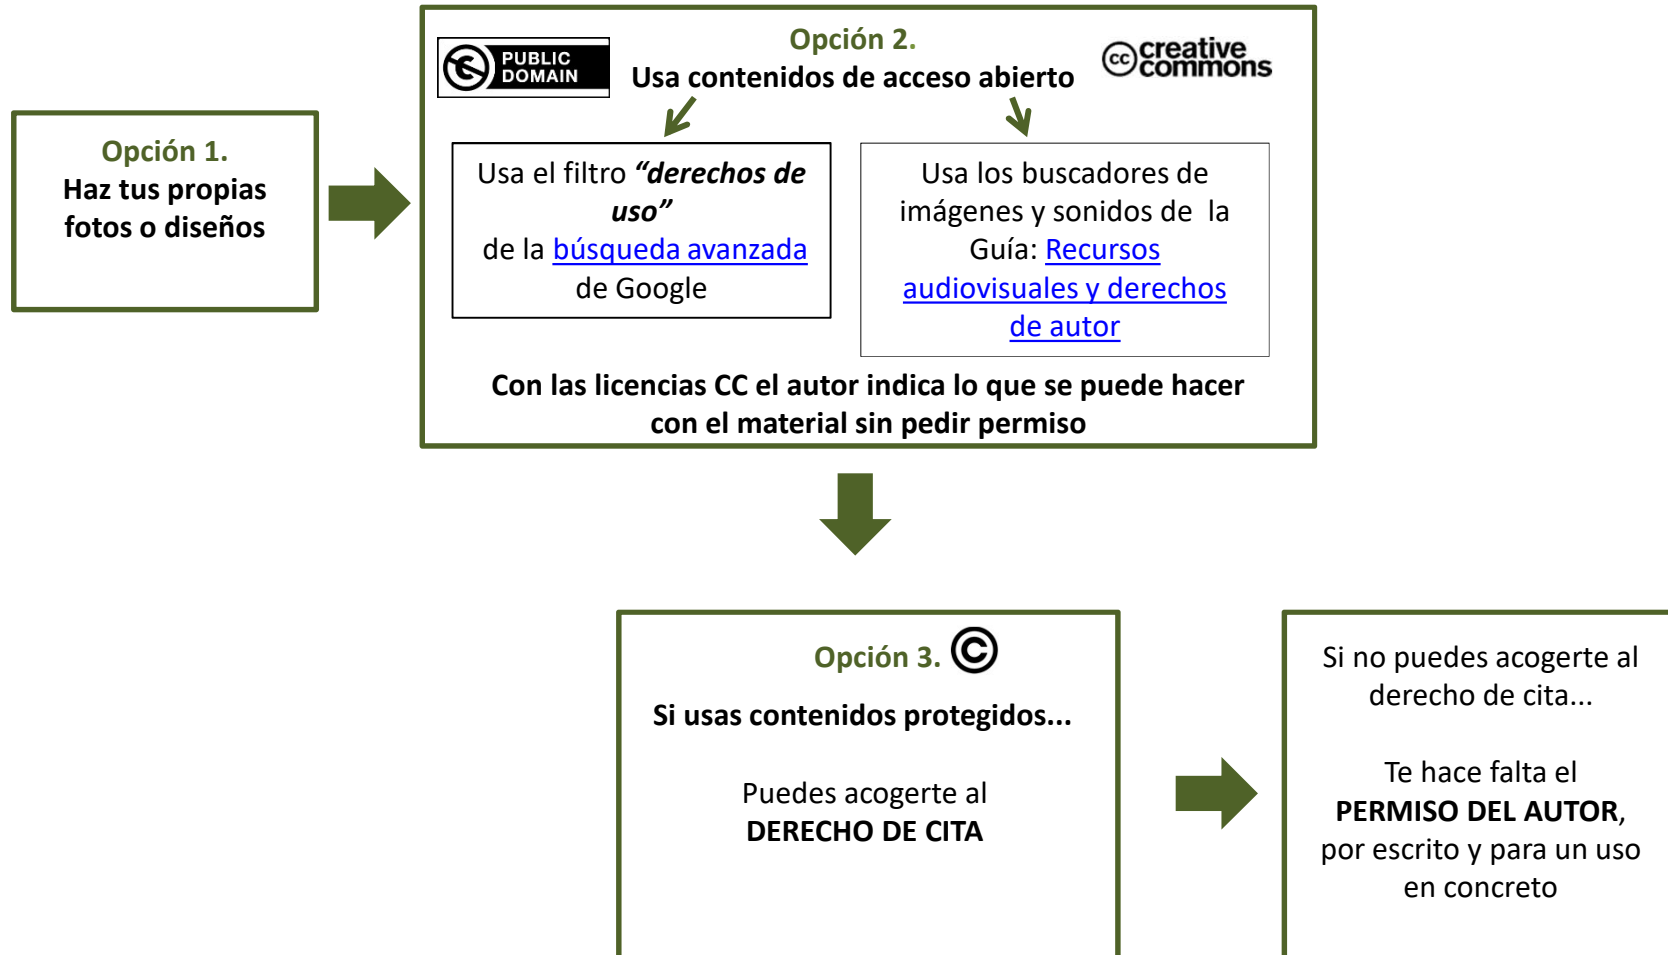 Opción 1.
Haz tus propias
fotos o diseños
PUBLIC
DOMAIN
Opción 2.
Usa contenidos de acceso abierto
cc creative
commons
Usa el filtro “derechos de
uso”
de la búsqueda avanzada
de Google
Usa los buscadores de
imágenes y sonidos de la
Guía: Recursos
audiovisuales y derechos
de autor
Con las licencias CC el autor indica lo que se puede hacer
con el material sin pedir permiso
Opción 3. ©
Si usas contenidos protegidos...
Puedes acogerte al
DERECHO DE CITA
Si no puedes acogerte al
derecho de cita...
Te hace falta el
PERMISO DEL AUTOR,
por escrito y para un uso
en concreto